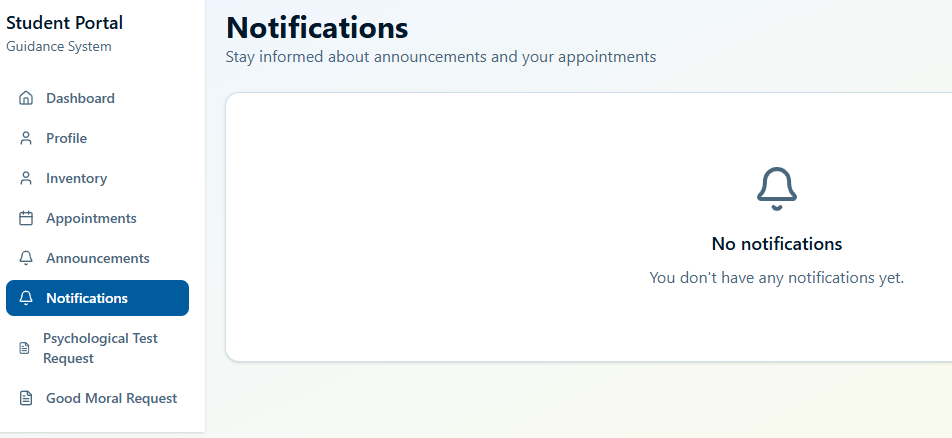 Student Portal
Guidance System
Dashboard
Profile
Inventory
Appointments
Announcements
Notifications
Psychological Test
Request
Good Moral Request
Notifications
Stay informed about announcements and your appointments
No notifications
You don't have any notifications yet.